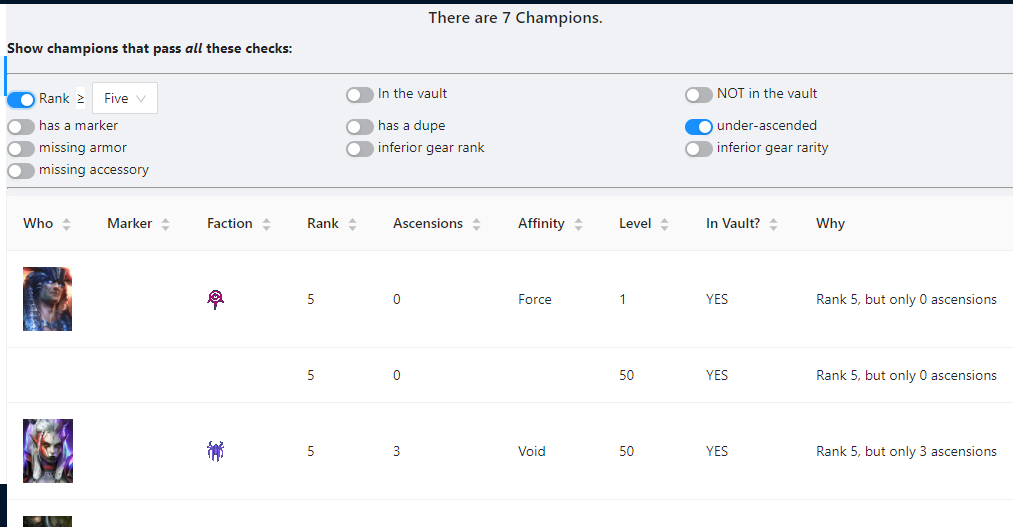 There are 7 Champions.
Show champions that pass all these checks:
Rank ≥ Five In the vault NOT in the vault
has a marker has a dupe under-ascended
missing armor inferior gear rank inferior gear rarity
missing accessory
Who Marker Faction Rank Ascensions Affinity Level In Vault? Why
5 0 Force 1 YES Rank 5, but only 0 ascensions
5 0 50 YES Rank 5, but only 0 ascensions
5 3 Void 50 YES Rank 5, but only 3 ascensions